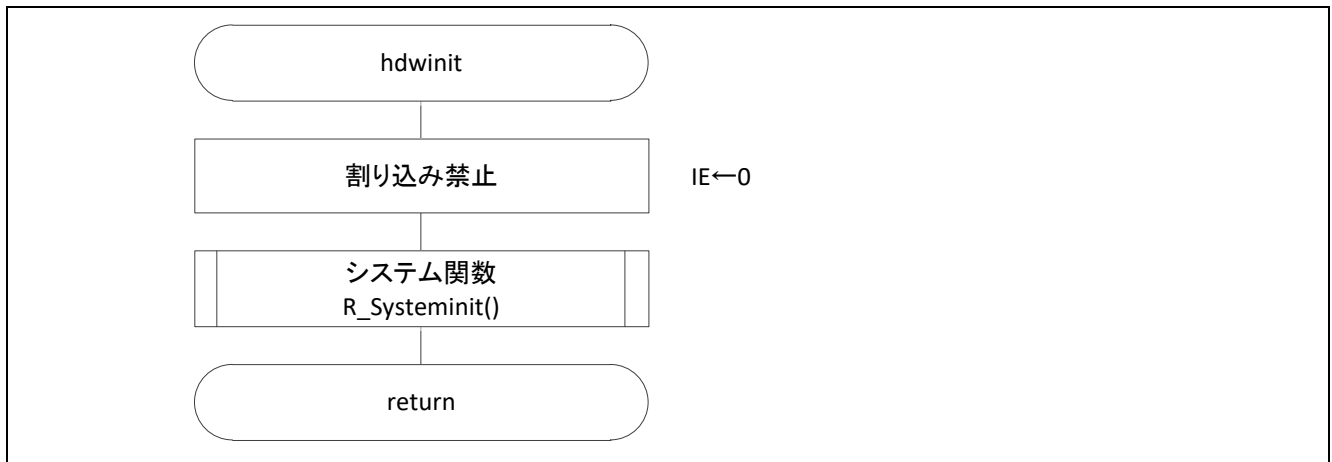 hdwinit
割り込み禁止 IE←0
システム関数
R_Systeminit()
return